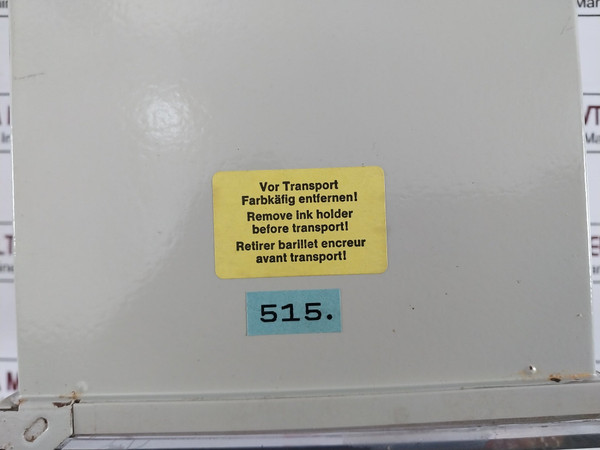 Vor Transport
Farbkäfig entfernen!
Remove ink holder
before transport!
Retirer barillet encreur
avant transport!
515.